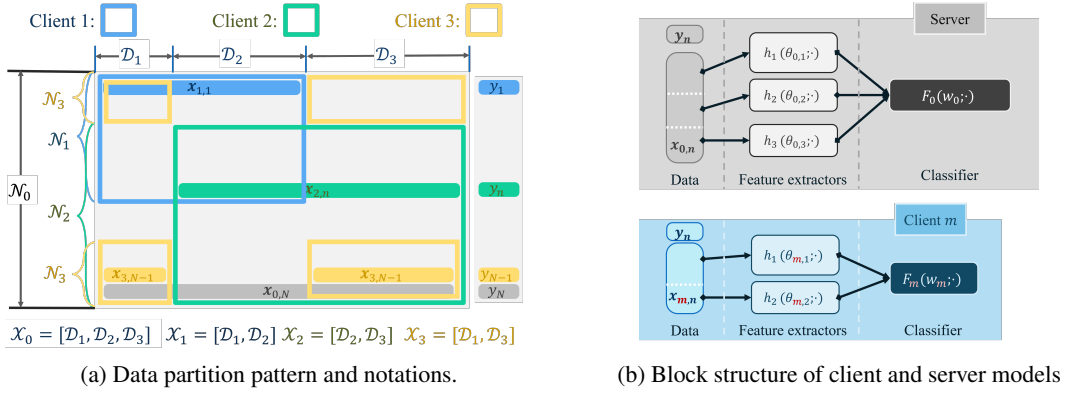 Client 1:
Client 2:
Client 3:
𝒟₁
𝒟₂
𝒟₃
𝒩₀
𝒩₃
𝒩₁
𝒩₂
𝒩₃
x₁,₁
y₁
x₂,ₙ
yₙ
x₃,N−1
x₃,N−1
y_N−1
x₀,N
y_N
𝒳₀ = [𝒟₁, 𝒟₂, 𝒟₃] 𝒳₁ = [𝒟₁, 𝒟₂] 𝒳₂ = [𝒟₂, 𝒟₃] 𝒳₃ = [𝒟₁, 𝒟₃]
(a) Data partition pattern and notations.
Server
yₙ
x₀,ₙ
h₁ (θ₀,₁;·)
h₂ (θ₀,₂;·)
h₃ (θ₀,₃;·)
F₀(w₀;·)
Data
Feature extractors
Classifier
Client m
yₙ
xₘ,ₙ
h₁ (θₘ,₁;·)
h₂ (θₘ,₂;·)
Fₘ(wₘ;·)
Data
Feature extractors
Classifier
(b) Block structure of client and server models